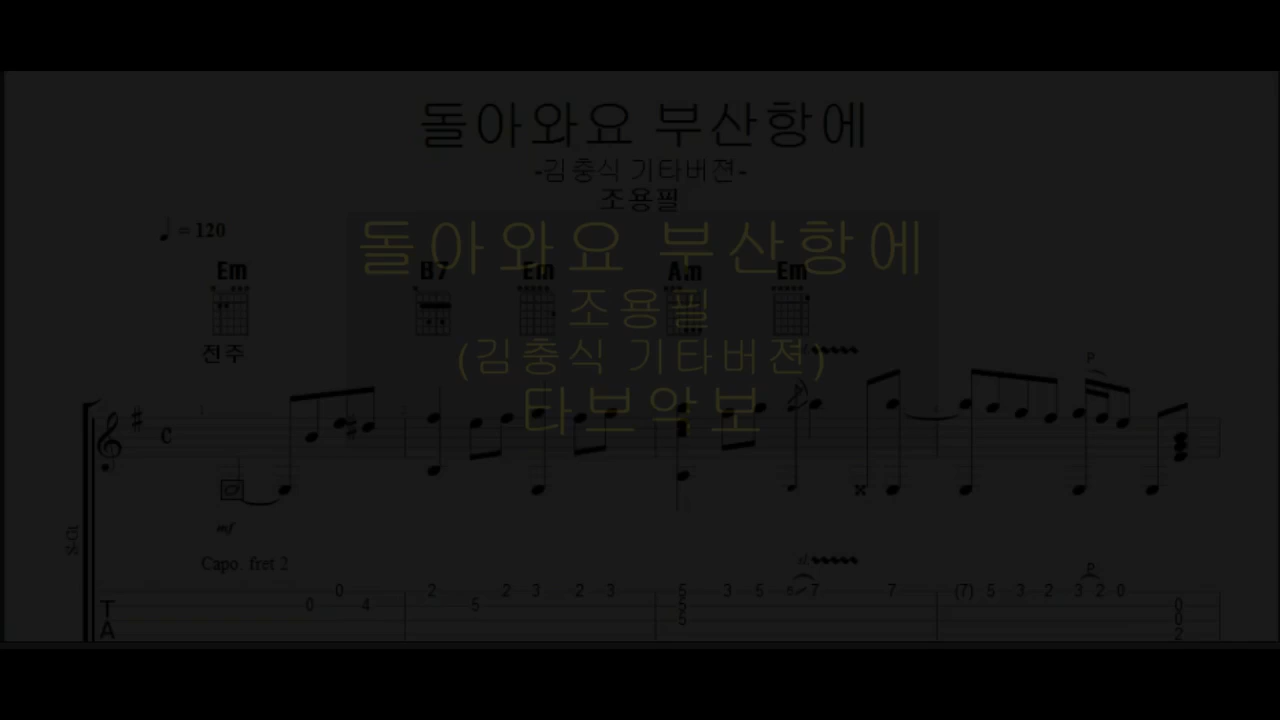 돌아와요 부산항에
-김충식 기타버젼-
조용필
= 120
돌아와요 부산항에
Em B7 Em Am Em
조용필
(김충식 기타버젼)
전주
P
타브악보
C
mf
S-Gt
Capo. fret 2
sl.
P
0 2 2 3 2 3 5 3 5 5 7 7 (7) 5 3 2 3 2 0
T 0 4 5 5 0
5 0
A 2